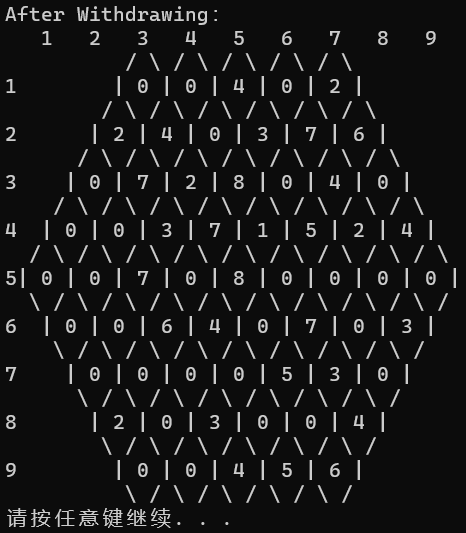 After Withdrawing:
   1   2   3   4   5   6   7   8   9
          / \ / \ / \ / \ / \
1        | 0 | 0 | 4 | 0 | 2 |
        / \ / \ / \ / \ / \ / \
2      | 2 | 4 | 0 | 3 | 7 | 6 |
      / \ / \ / \ / \ / \ / \ / \
3    | 0 | 7 | 2 | 8 | 0 | 4 | 0 |
    / \ / \ / \ / \ / \ / \ / \ / \
4  | 0 | 0 | 3 | 7 | 1 | 5 | 2 | 4 |
  / \ / \ / \ / \ / \ / \ / \ / \ / \
5| 0 | 0 | 7 | 0 | 8 | 0 | 0 | 0 | 0 |
  \ / \ / \ / \ / \ / \ / \ / \ / \ /
6  | 0 | 0 | 6 | 4 | 0 | 7 | 0 | 3 |
    \ / \ / \ / \ / \ / \ / \ / \ /
7    | 0 | 0 | 0 | 0 | 5 | 3 | 0 |
      \ / \ / \ / \ / \ / \ / \ /
8      | 2 | 0 | 3 | 0 | 0 | 4 |
        \ / \ / \ / \ / \ / \ /
9        | 0 | 0 | 4 | 5 | 6 |
          \ / \ / \ / \ / \ /
请按任意键继续. . .